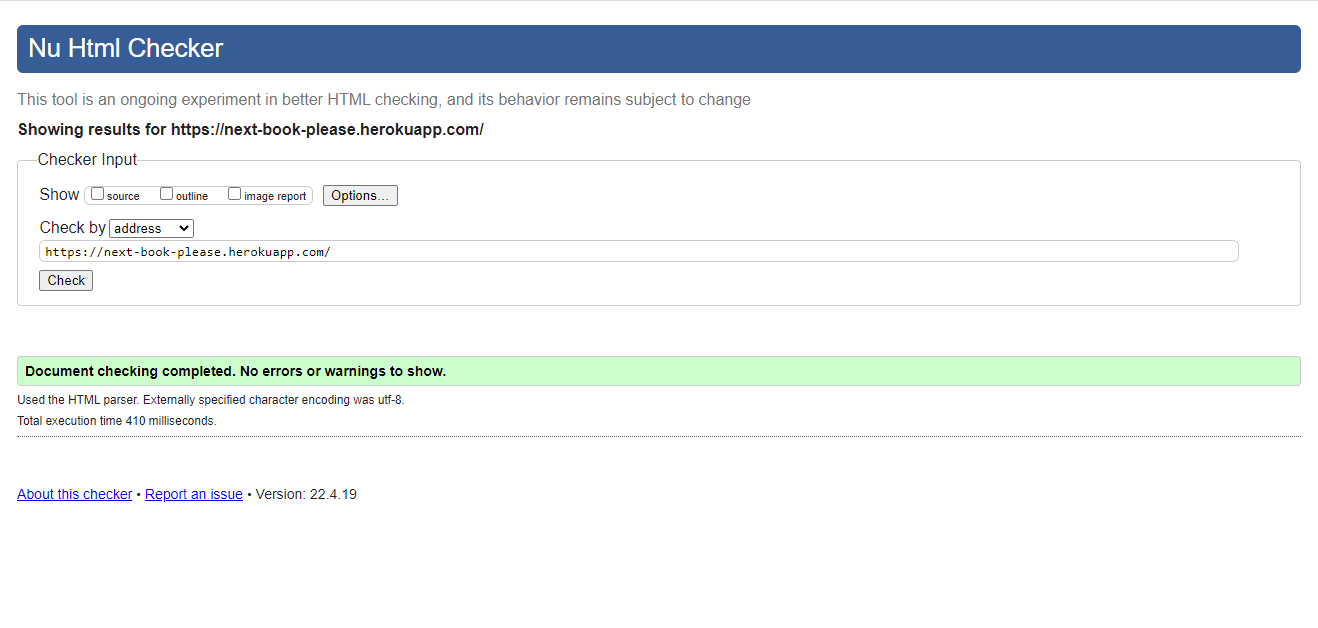 Nu Html Checker
This tool is an ongoing experiment in better HTML checking, and its behavior remains subject to change
Showing results for https://next-book-please.herokuapp.com/
Checker Input
Show source outline image report Options...
Check by address
https://next-book-please.herokuapp.com/
Check
Document checking completed. No errors or warnings to show.
Used the HTML parser. Externally specified character encoding was utf-8.
Total execution time 410 milliseconds.
About this checker • Report an issue • Version: 22.4.19